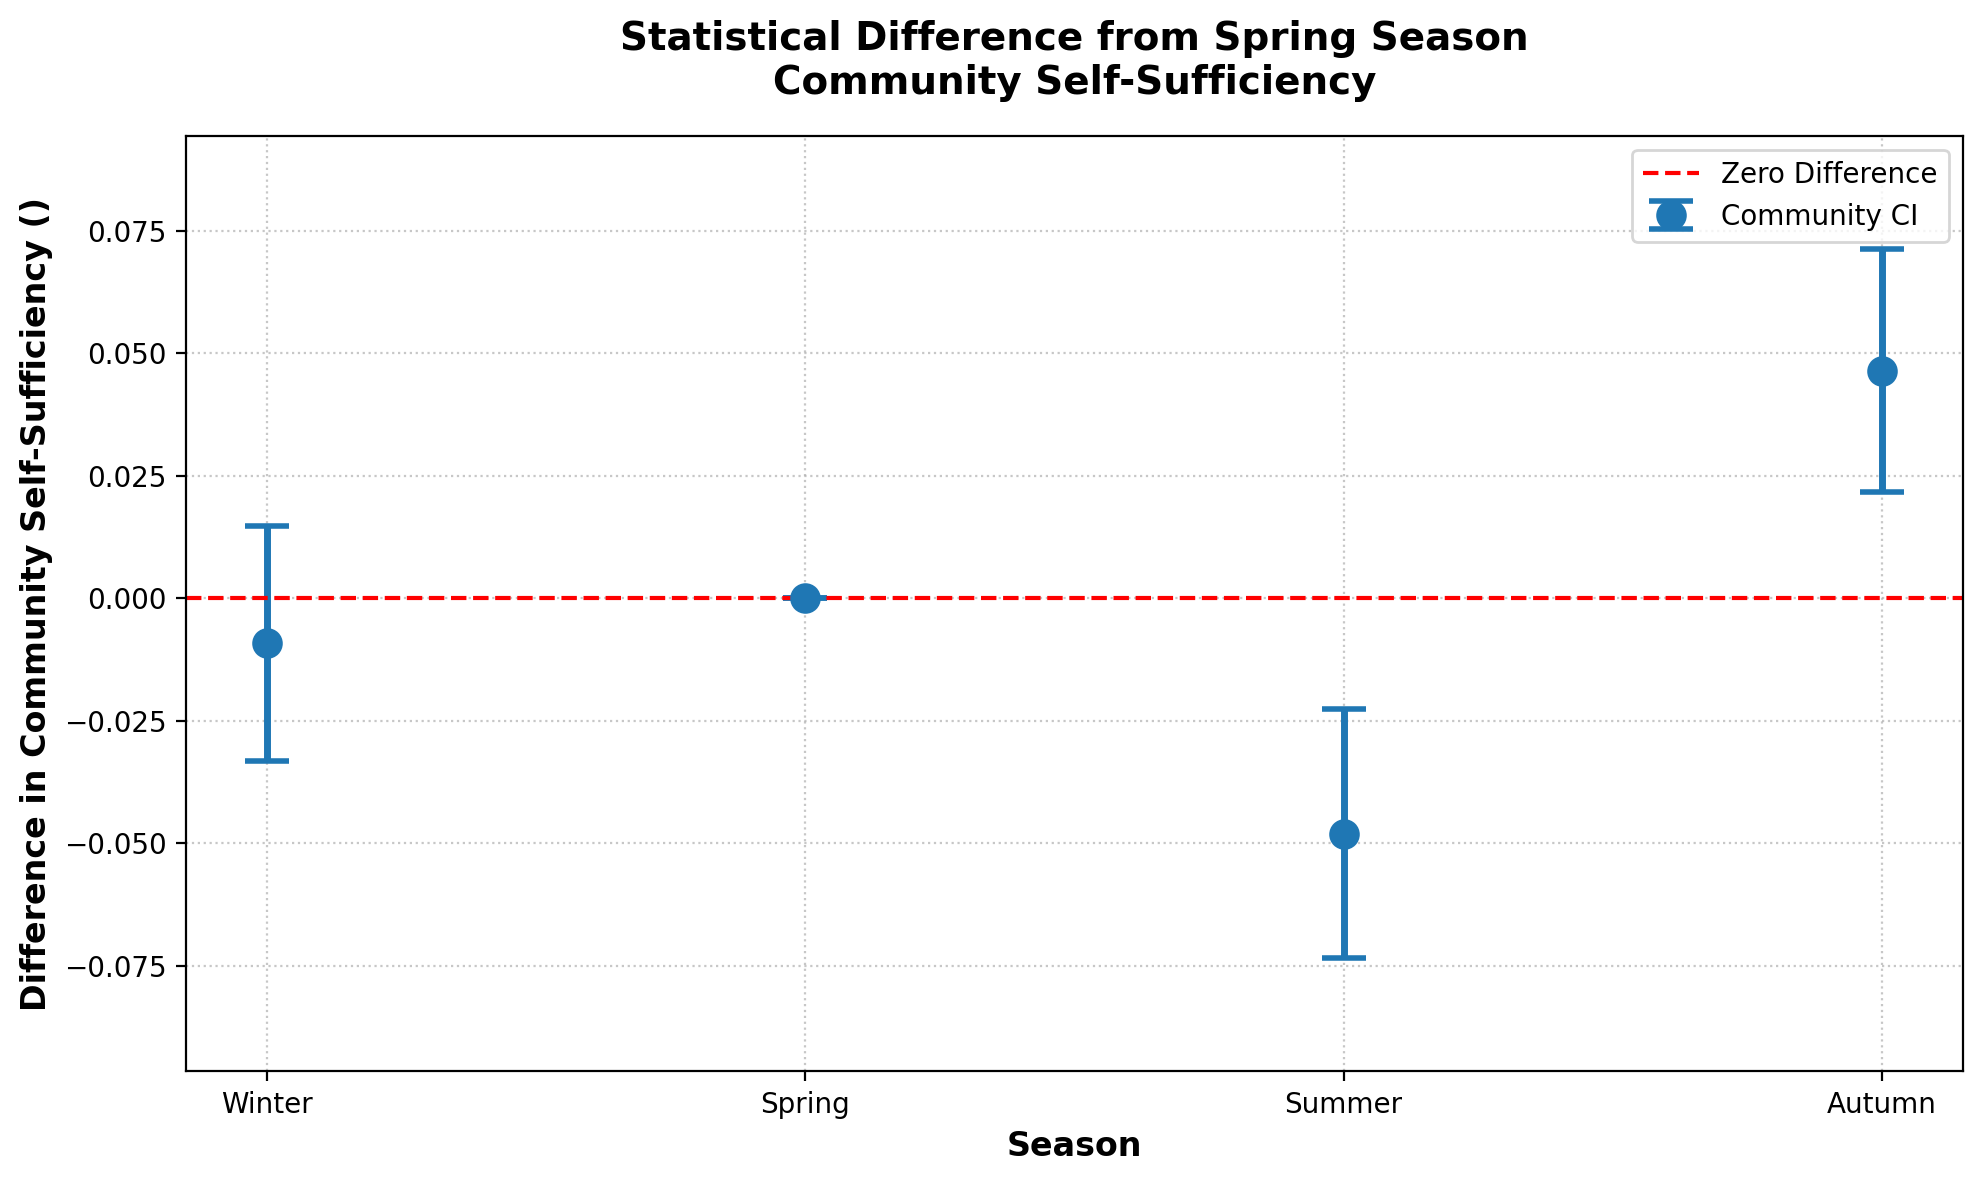 Statistical Difference from Spring Season
Community Self-Sufficiency
Difference in Community Self-Sufficiency ()
0.075
0.050
0.025
0.000
−0.025
−0.050
−0.075
Zero Difference
Community CI
Winter
Spring
Summer
Autumn
Season